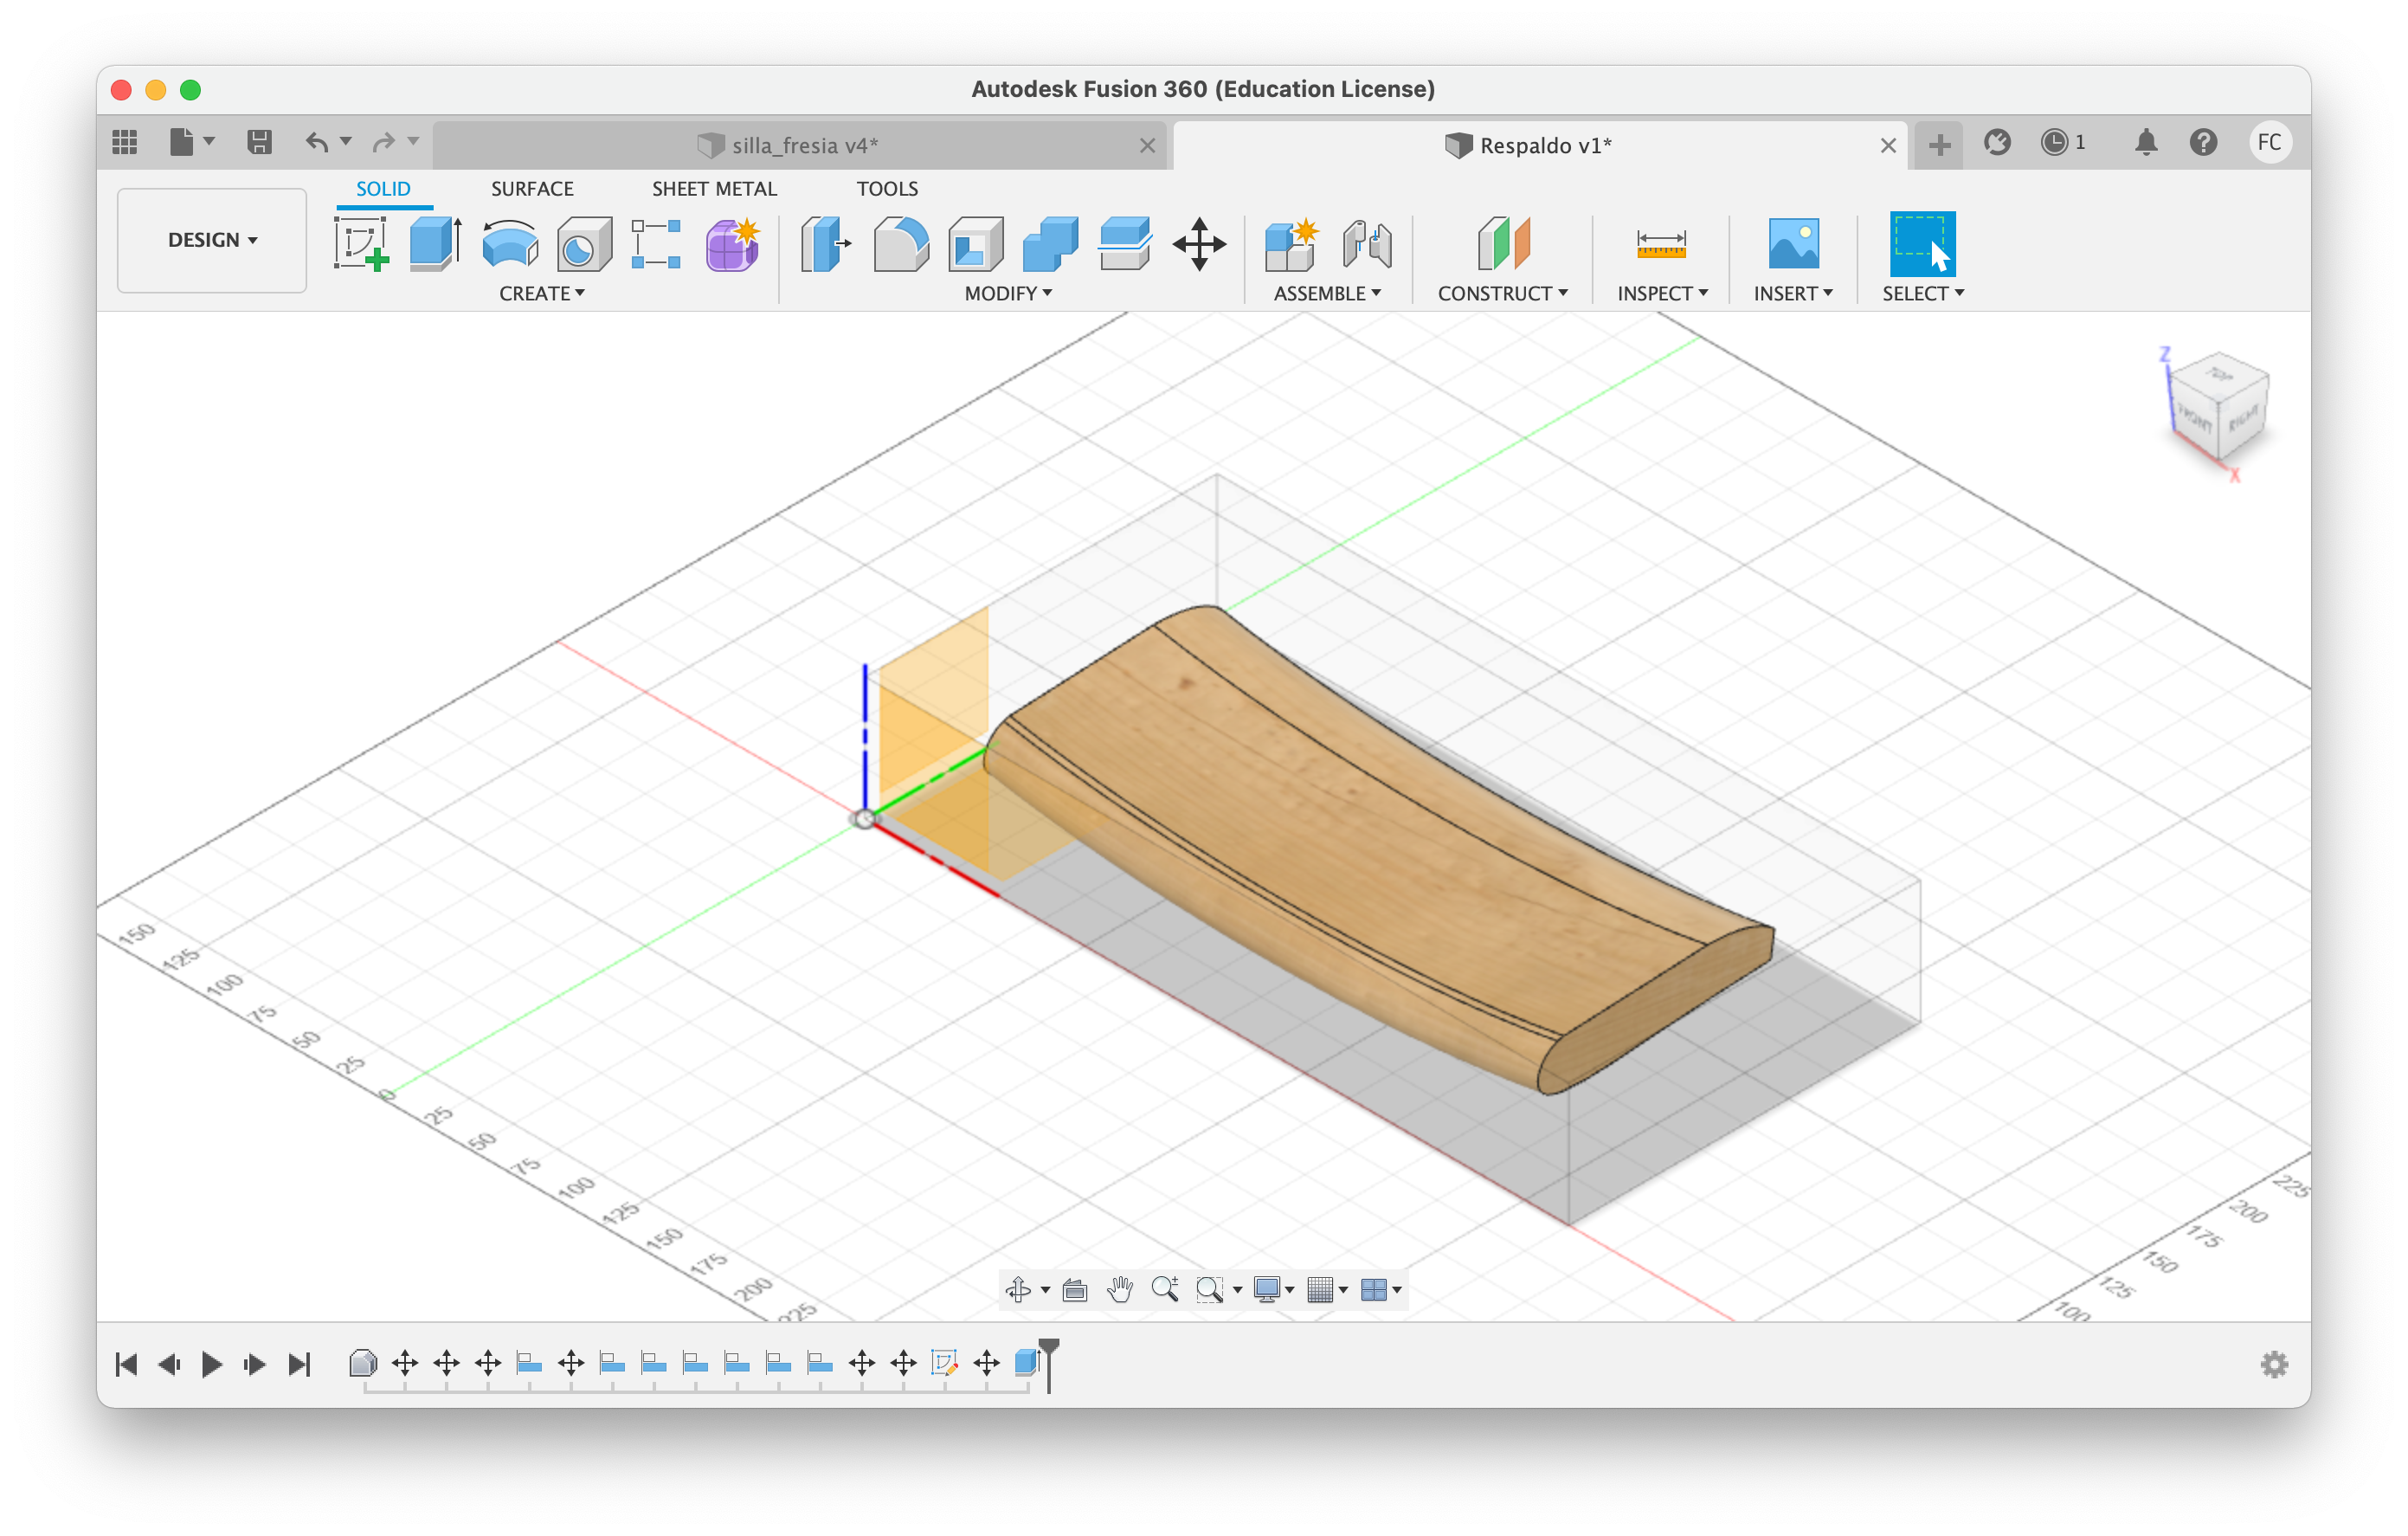 Autodesk Fusion 360 (Education License)
silla_fresia v4*
Respaldo v1*
1
FC
DESIGN
SOLID
SURFACE
SHEET METAL
TOOLS
CREATE
MODIFY
ASSEMBLE
CONSTRUCT
INSPECT
INSERT
SELECT
Z
TOP
FRONT
RIGHT
X
150
125
100
75
50
25
0
25
50
75
100
125
150
175
200
225
225
200
175
150
125
100